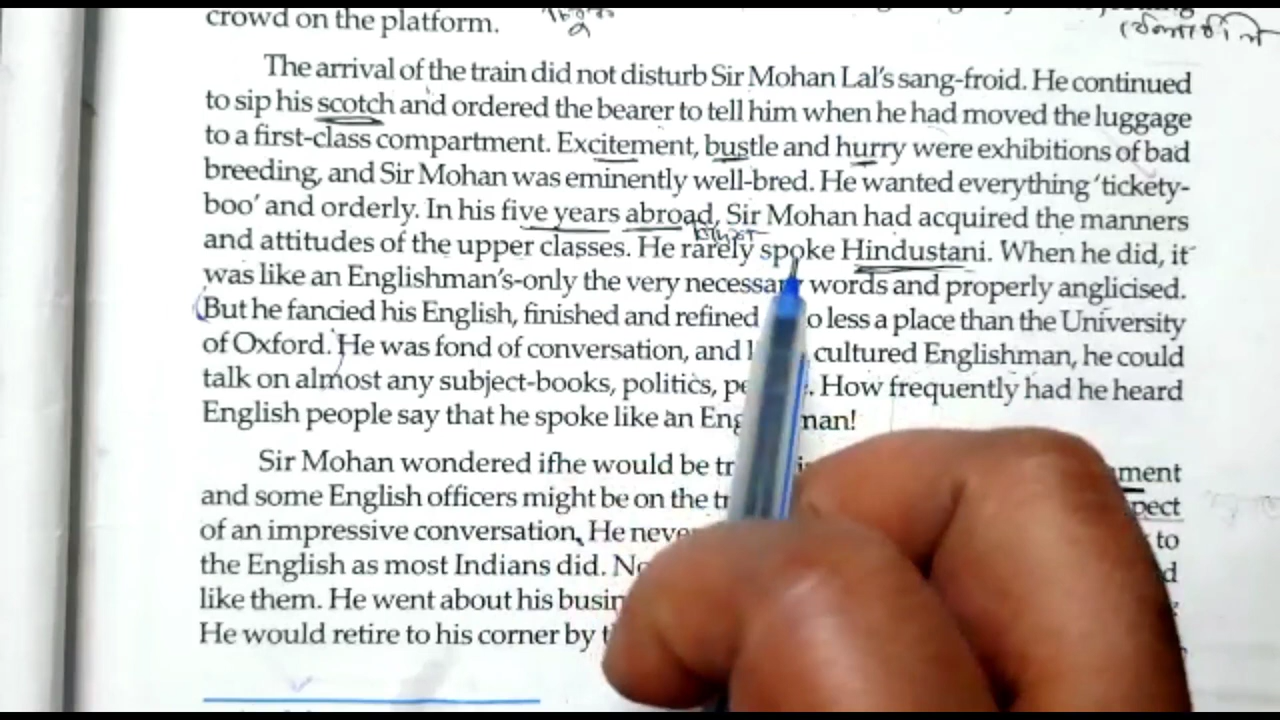 crowd on the platform.
The arrival of the train did not disturb Sir Mohan Lal's sang-froid. He continued
to sip his scotch and ordered the bearer to tell him when he had moved the luggage
to a first-class compartment. Excitement, bustle and hurry were exhibitions of bad
breeding, and Sir Mohan was eminently well-bred. He wanted everything 'tickety-
boo' and orderly. In his five years abroad, Sir Mohan had acquired the manners
and attitudes of the upper classes. He rarely spoke Hindustani. When he did, it
was like an Englishman's-only the very necessary words and properly anglicised.
But he fancied his English, finished and refined o less a place than the University
of Oxford. He was fond of conversation, and cultured Englishman, he could
talk on almost any subject-books, politics, pe . How frequently had he heard
English people say that he spoke like an Eng man!
Sir Mohan wondered ifhe would be tr ment
and some English officers might be on the tr pect
of an impressive conversation. He never to
the English as most Indians did. No d
like them. He went about his busin
He would retire to his corner by t